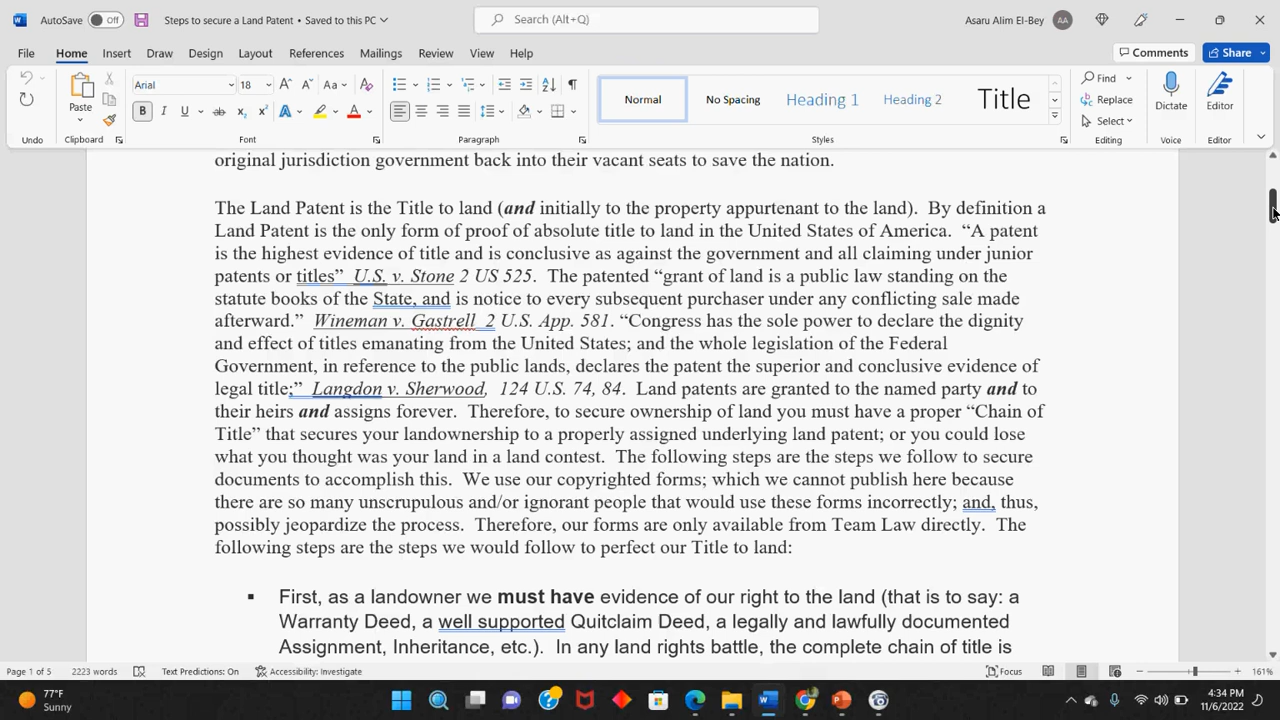 AutoSave Off Steps to secure a Land Patent • Saved to this PC Search (Alt+Q) Asaru Alim El-Bey AA
File Home Insert Draw Design Layout References Mailings Review View Help Comments Share
Arial 18 A A Aa A Normal No Spacing Heading 1 Heading 2 Title Find
Paste Replace Dictate Editor
B I U ab x₂ x² A A Select
Undo Clipboard Font Paragraph Styles Editing Voice Editor
original jurisdiction government back into their vacant seats to save the nation.
The Land Patent is the Title to land (and initially to the property appurtenant to the land). By definition a
Land Patent is the only form of proof of absolute title to land in the United States of America. “A patent
is the highest evidence of title and is conclusive as against the government and all claiming under junior
patents or titles” U.S. v. Stone 2 US 525. The patented “grant of land is a public law standing on the
statute books of the State, and is notice to every subsequent purchaser under any conflicting sale made
afterward.” Wineman v. Gastrell 2 U.S. App. 581. “Congress has the sole power to declare the dignity
and effect of titles emanating from the United States; and the whole legislation of the Federal
Government, in reference to the public lands, declares the patent the superior and conclusive evidence of
legal title;” Langdon v. Sherwood, 124 U.S. 74, 84. Land patents are granted to the named party and to
their heirs and assigns forever. Therefore, to secure ownership of land you must have a proper “Chain of
Title” that secures your landownership to a properly assigned underlying land patent; or you could lose
what you thought was your land in a land contest. The following steps are the steps we follow to secure
documents to accomplish this. We use our copyrighted forms; which we cannot publish here because
there are so many unscrupulous and/or ignorant people that would use these forms incorrectly; and, thus,
possibly jeopardize the process. Therefore, our forms are only available from Team Law directly. The
following steps are the steps we would follow to perfect our Title to land:
▪ First, as a landowner we must have evidence of our right to the land (that is to say: a
Warranty Deed, a well supported Quitclaim Deed, a legally and lawfully documented
Assignment, Inheritance, etc.). In any land rights battle, the complete chain of title is
Page 1 of 5 2223 words Text Predictions: On Accessibility: Investigate Focus 161%
77°F 4:34 PM
Sunny 11/6/2022